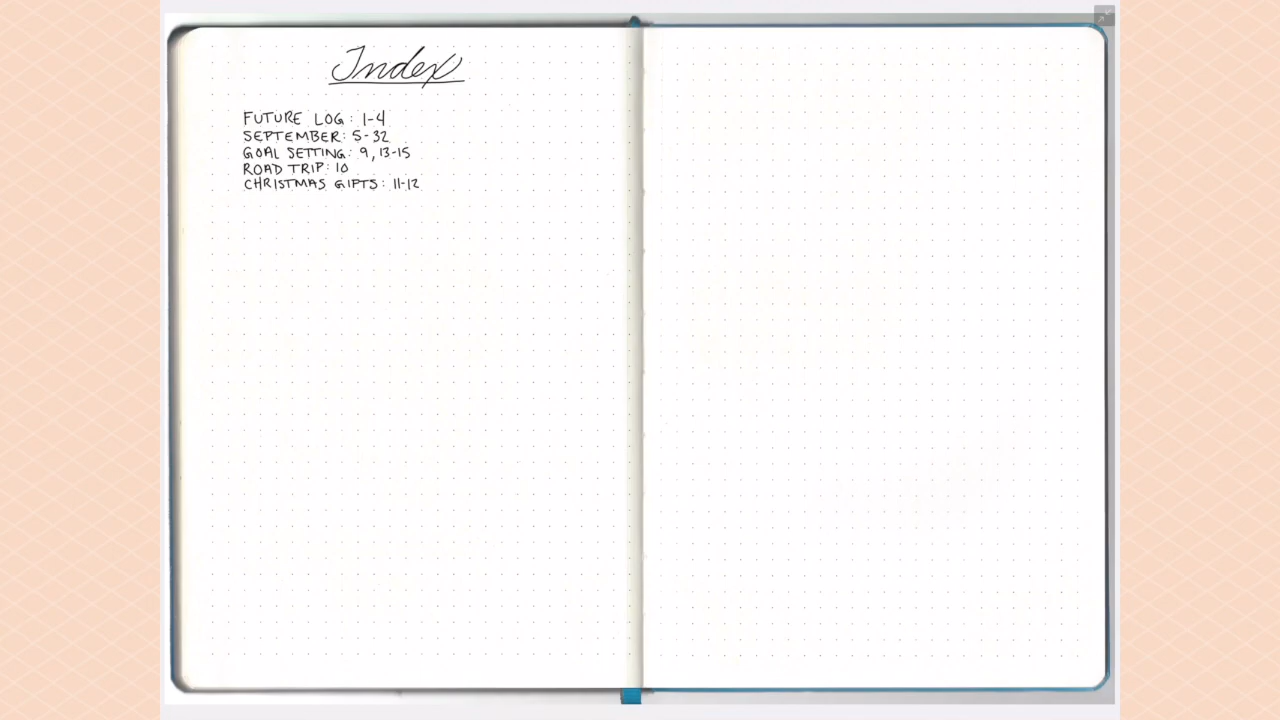 Index
FUTURE LOG: 1-4
SEPTEMBER: 5-32
GOAL SETTING: 9, 13-15
ROAD TRIP: 10
CHRISTMAS GIFTS: 11-12